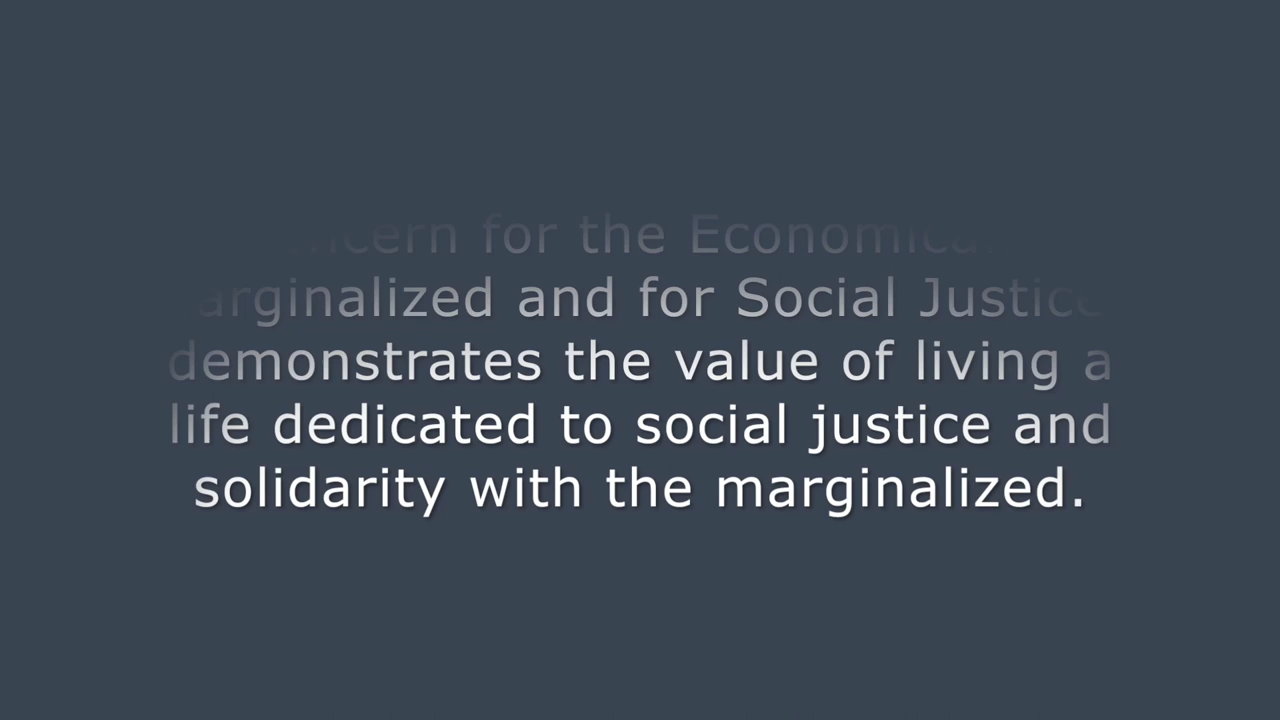 for the
and for Social Justice
demonstrates the value of living a
life dedicated to social justice and
solidarity with the marginalized.